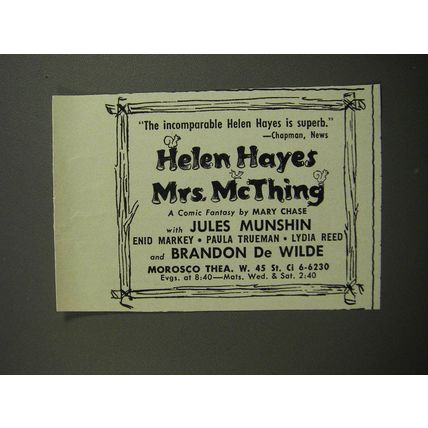 "The incomparable Helen Hayes is superb."
—Chapman, News
Helen Hayes
Mrs. McThing
A Comic Fantasy by MARY CHASE
with JULES MUNSHIN
ENID MARKEY • PAULA TRUEMAN • LYDIA REED
and BRANDON De WILDE
MOROSCO THEA. W. 45 St. Ci 6-6230
Evgs. at 8:40—Mats. Wed. & Sat. 2:40